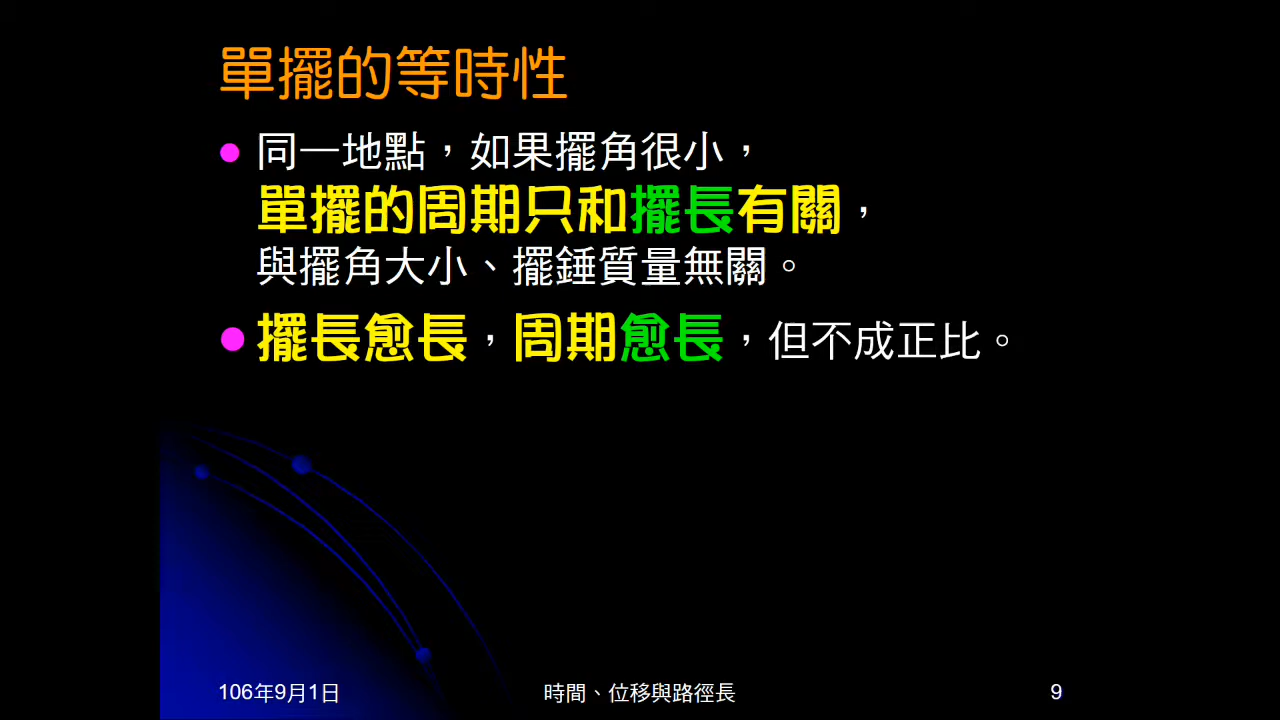 單擺的等時性
同一地點，如果擺角很小，
單擺的周期只和擺長有關，
與擺角大小、擺錘質量無關。
擺長愈長，周期愈長，但不成正比。
106年9月1日
時間、位移與路徑長
9